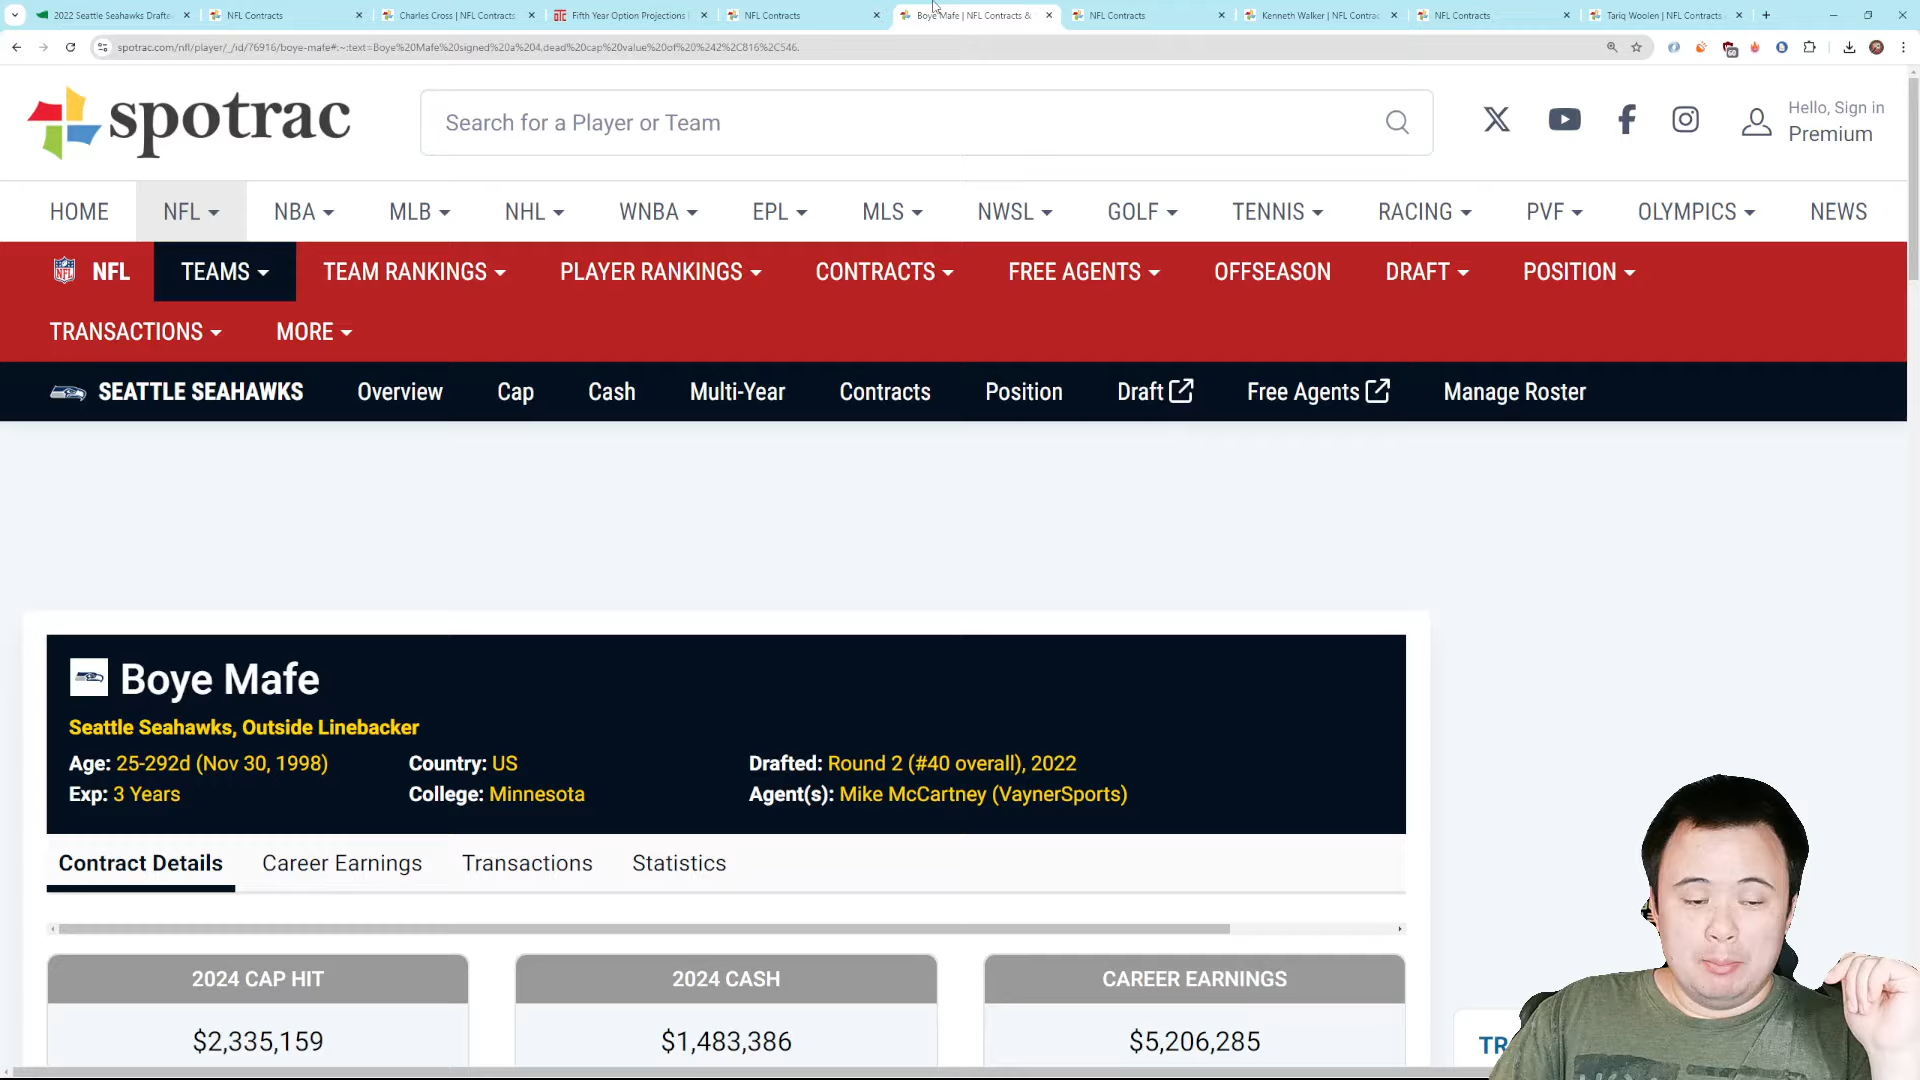 2022 Seattle Seahawks Drafte
NFL Contracts
Charles Cross | NFL Contracts
Fifth Year Option Projections |
NFL Contracts
Boye Mafe | NFL Contracts &
NFL Contracts
Kenneth Walker | NFL Contrac
NFL Contracts
Tariq Woolen | NFL Contracts
spotrac.com/nfl/player/_/id/76916/boye-mafe#:~:text=Boye%20Mafe%20signed%20a%204,dead%20cap%20value%20of%20%242%2C816%2C546.
spotrac
Search for a Player or Team
Hello, Sign in
Premium
HOME NFL NBA MLB NHL WNBA EPL MLS NWSL GOLF TENNIS RACING PVF OLYMPICS NEWS
NFL TEAMS TEAM RANKINGS PLAYER RANKINGS CONTRACTS FREE AGENTS OFFSEASON DRAFT POSITION
TRANSACTIONS MORE
SEATTLE SEAHAWKS Overview Cap Cash Multi-Year Contracts Position Draft Free Agents Manage Roster
Boye Mafe
Seattle Seahawks, Outside Linebacker
Age: 25-292d (Nov 30, 1998) Country: US Drafted: Round 2 (#40 overall), 2022
Exp: 3 Years College: Minnesota Agent(s): Mike McCartney (VaynerSports)
Contract Details Career Earnings Transactions Statistics
2024 CAP HIT 2024 CASH CAREER EARNINGS
$2,335,159 $1,483,386 $5,206,285
TR